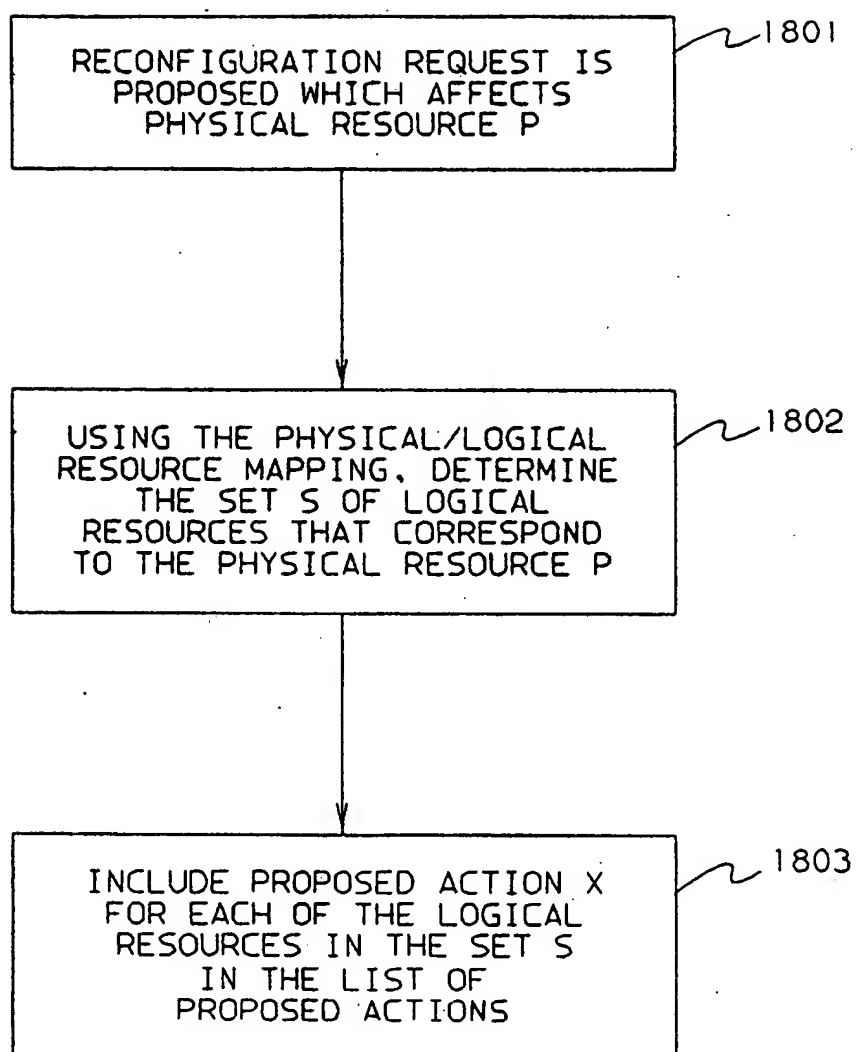 1801
RECONFIGURATION REQUEST IS
PROPOSED WHICH AFFECTS
PHYSICAL RESOURCE P
1802
USING THE PHYSICAL/LOGICAL
RESOURCE MAPPING, DETERMINE
THE SET S OF LOGICAL
RESOURCES THAT CORRESPOND
TO THE PHYSICAL RESOURCE P
1803
INCLUDE PROPOSED ACTION X
FOR EACH OF THE LOGICAL
RESOURCES IN THE SET S
IN THE LIST OF
PROPOSED ACTIONS